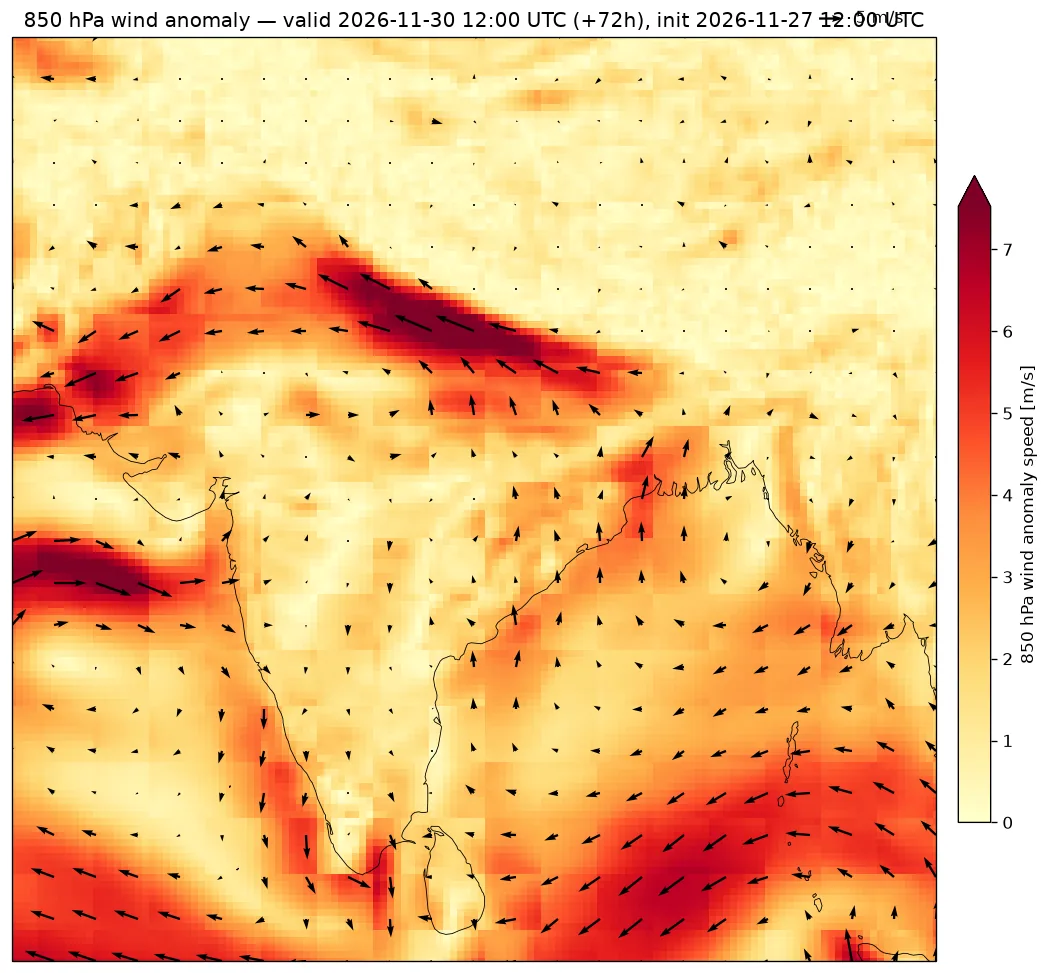 850 hPa wind anomaly — valid 2026-11-30 12:00 UTC (+72h), init 2026-11-27 12:00 UTC
5 m/s
7
6
5
4
3
2
1
0
850 hPa wind anomaly speed [m/s]